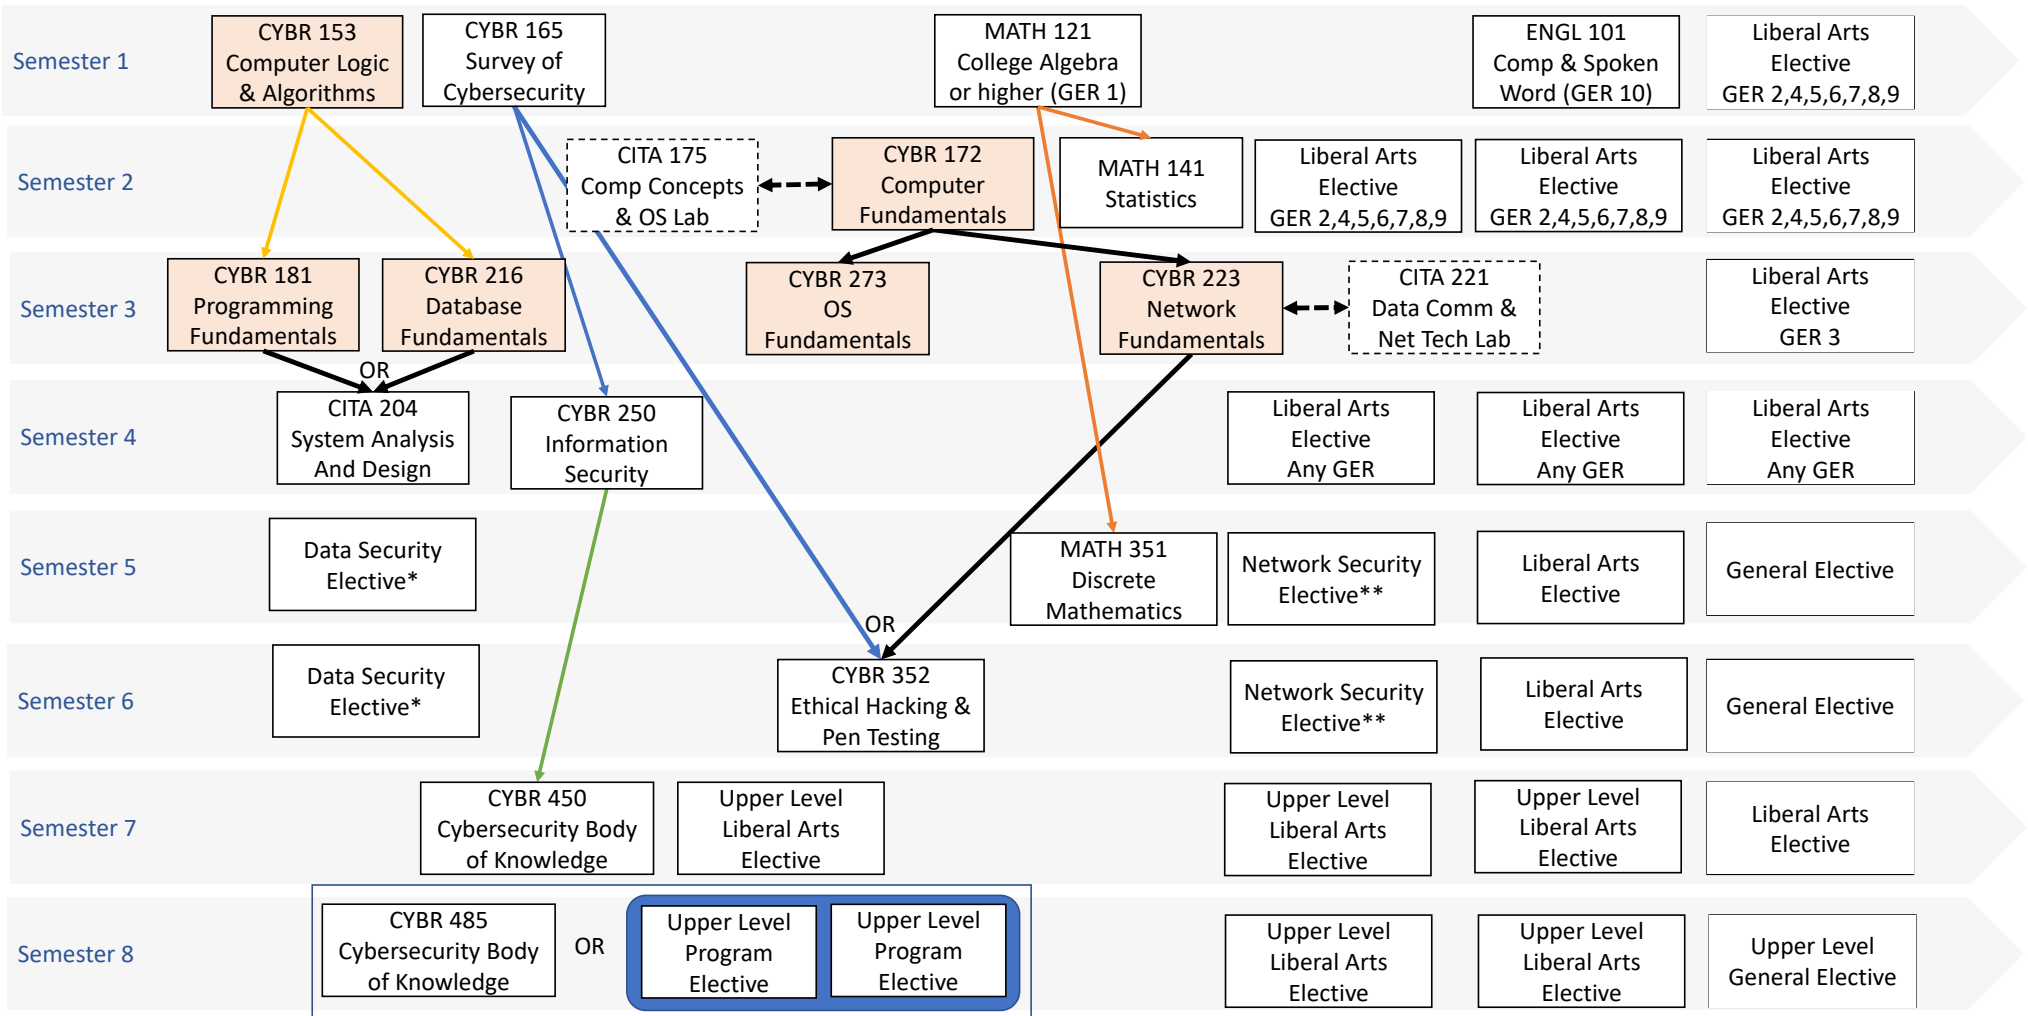 Semester 1
CYBR 153
Computer Logic
& Algorithms
CYBR 165
Survey of
Cybersecurity
MATH 121
College Algebra
or higher (GER 1)
ENGL 101
Comp & Spoken
Word (GER 10)
Liberal Arts
Elective
GER 2,4,5,6,7,8,9
Semester 2
CITA 175
Comp Concepts
& OS Lab
CYBR 172
Computer
Fundamentals
MATH 141
Statistics
Liberal Arts
Elective
GER 2,4,5,6,7,8,9
Liberal Arts
Elective
GER 2,4,5,6,7,8,9
Liberal Arts
Elective
GER 2,4,5,6,7,8,9
Semester 3
CYBR 181
Programming
Fundamentals
CYBR 216
Database
Fundamentals
CYBR 273
OS
Fundamentals
CYBR 223
Network
Fundamentals
CITA 221
Data Comm &
Net Tech Lab
Liberal Arts
Elective
GER 3
OR
Semester 4
CITA 204
System Analysis
And Design
CYBR 250
Information
Security
Liberal Arts
Elective
Any GER
Liberal Arts
Elective
Any GER
Liberal Arts
Elective
Any GER
Semester 5
Data Security
Elective*
MATH 351
Discrete
Mathematics
Network Security
Elective**
Liberal Arts
Elective
General Elective
OR
Semester 6
Data Security
Elective*
CYBR 352
Ethical Hacking &
Pen Testing
Network Security
Elective**
Liberal Arts
Elective
General Elective
Semester 7
CYBR 450
Cybersecurity Body
of Knowledge
Upper Level
Liberal Arts
Elective
Upper Level
Liberal Arts
Elective
Upper Level
Liberal Arts
Elective
Liberal Arts
Elective
Semester 8
CYBR 485
Cybersecurity Body
of Knowledge
OR
Upper Level
Program
Elective
Upper Level
Program
Elective
Upper Level
Liberal Arts
Elective
Upper Level
Liberal Arts
Elective
Upper Level
General Elective